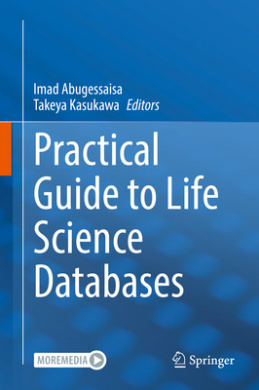 Imad Abugessaisa
Takeya Kasukawa Editors
Practical
Guide to Life
Science
Databases
MOREMEDIA
Springer